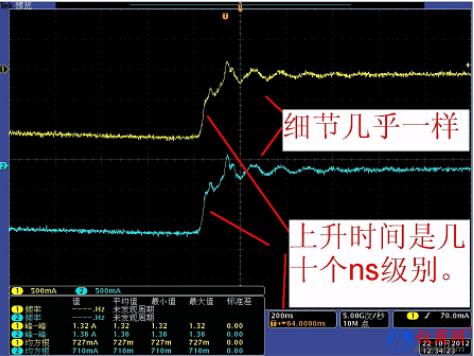 Tek 预览
T
1
2
细节几乎一样
上升时间是几
十个ns级别。
1 500mA 2 500mA
值 平均值 最小值 最大值 标准差
1 频率 -----.--Hz 未发现周期
2 频率 -----.--Hz 未发现周期
1 峰-峰 1.32 A 1.32 1.32 1.32 0.00
2 峰-峰 1.36 A 1.36 1.36 1.36 0.00
1 均方根 727mA 727m 727m 727m 0.00
2 均方根 710mA 710m 710m 710m 0.00
200ns
64.0000ns
5.00G次/秒
10M 点
1 70.0mA
22 10月 2012
12:34:23